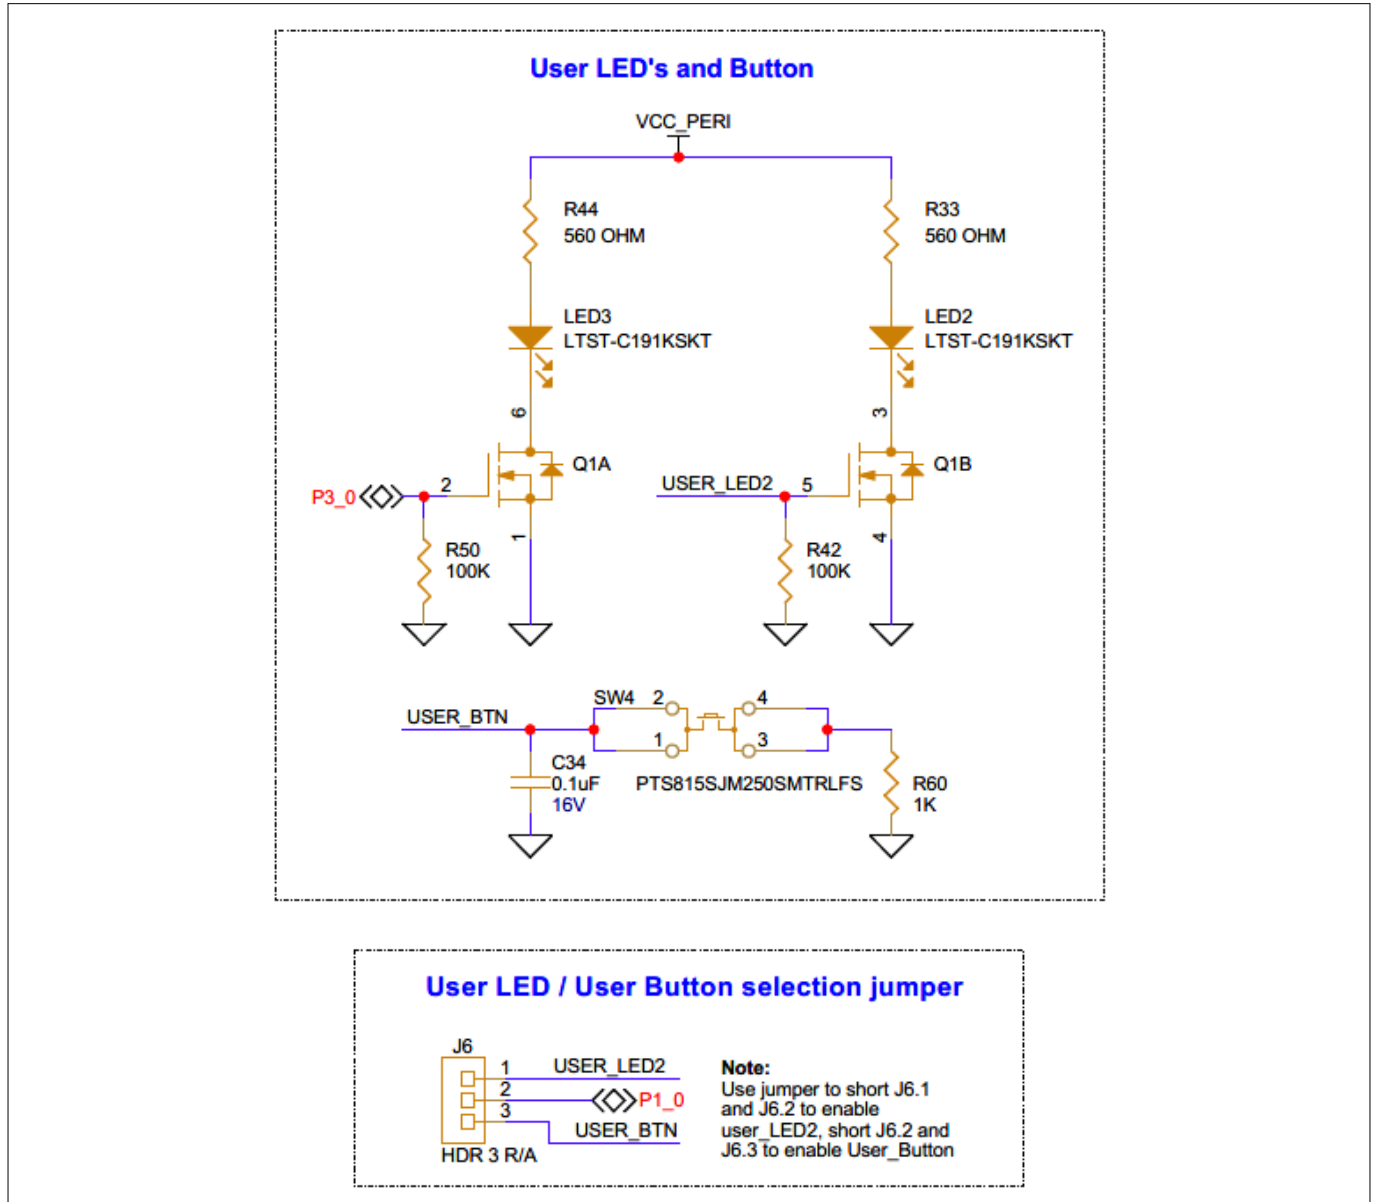 User LED's and Button
VCC_PERI
R44
560 OHM
R33
560 OHM
LED3
LTST-C191KSKT
LED2
LTST-C191KSKT
6
3
Q1A
Q1B
P3_0
2
USER_LED2
5
1
4
R50
100K
R42
100K
USER_BTN
SW4
2
4
1
3
C34
0.1uF
16V
PTS815SJM250SMTRLFS
R60
1K
User LED / User Button selection jumper
J6
1
USER_LED2
2
P1_0
3
USER_BTN
HDR 3 R/A
Note:
Use jumper to short J6.1
and J6.2 to enable
user_LED2, short J6.2 and
J6.3 to enable User_Button